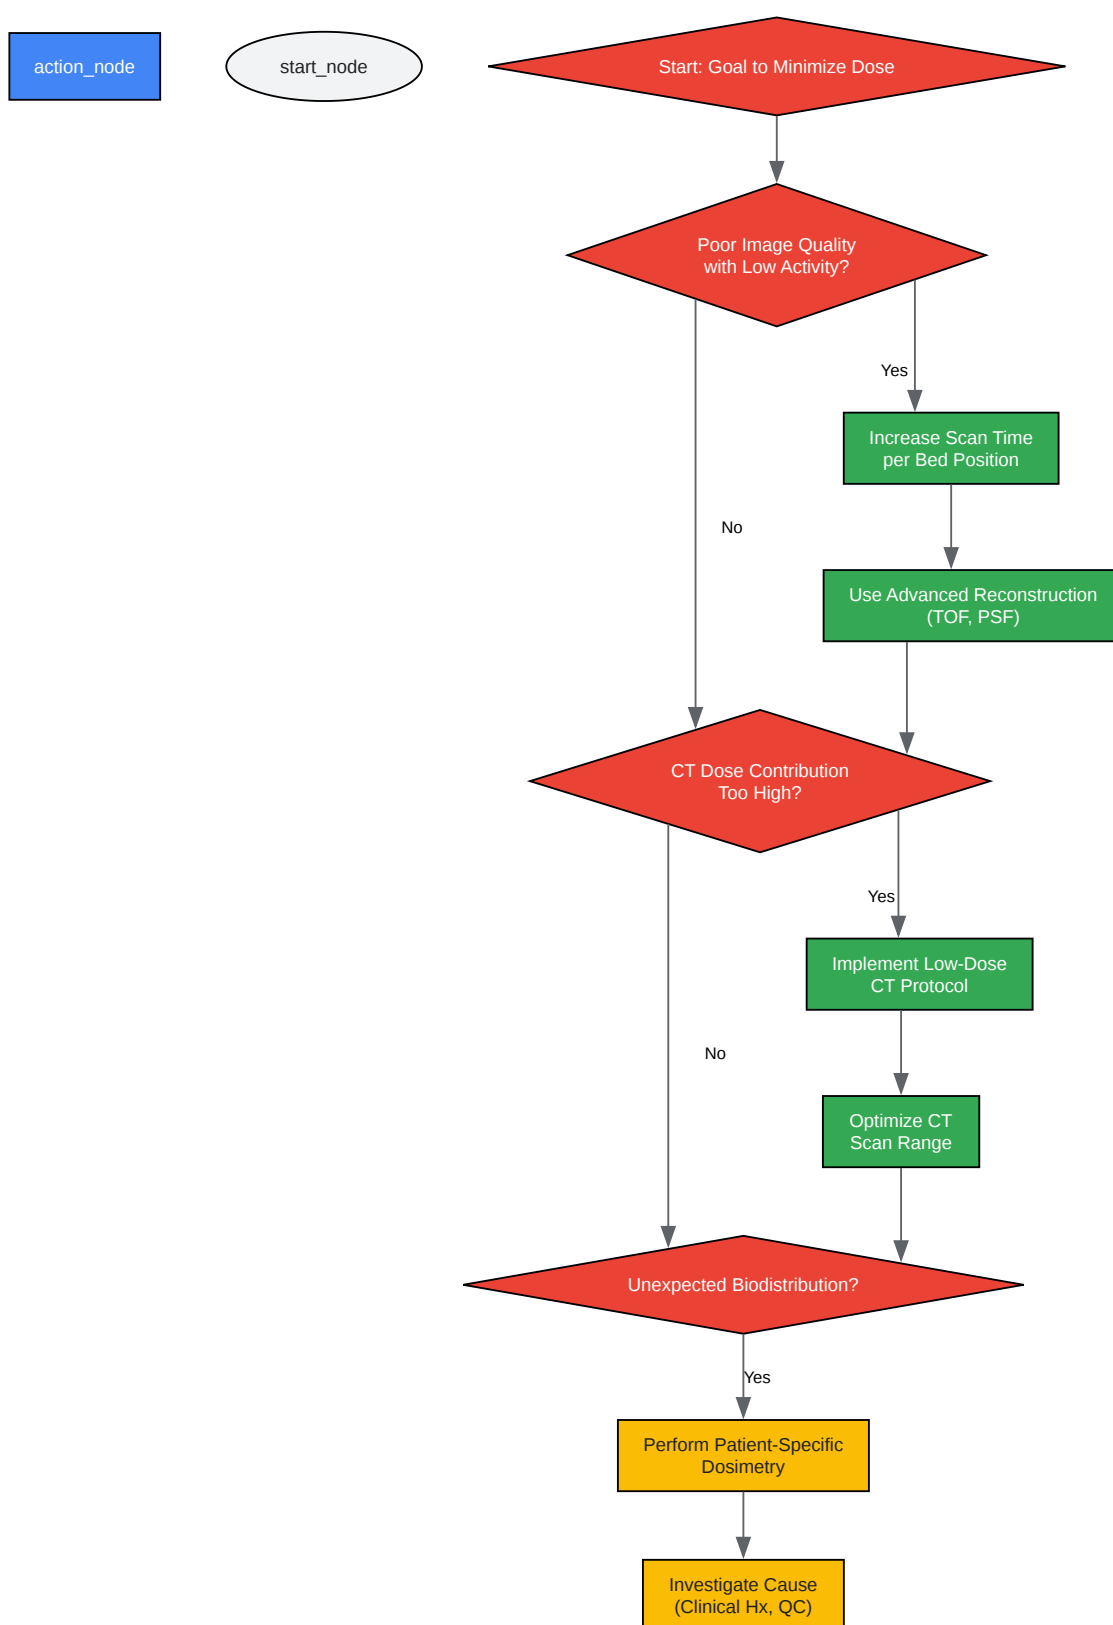 action_node
start_node
Start: Goal to Minimize Dose
Poor Image Quality
with Low Activity?
Yes
Increase Scan Time
per Bed Position
No
Use Advanced Reconstruction
(TOF, PSF)
CT Dose Contribution
Too High?
Yes
Implement Low-Dose
CT Protocol
No
Optimize CT
Scan Range
Unexpected Biodistribution?
Yes
Perform Patient-Specific
Dosimetry
Investigate Cause
(Clinical Hx, QC)